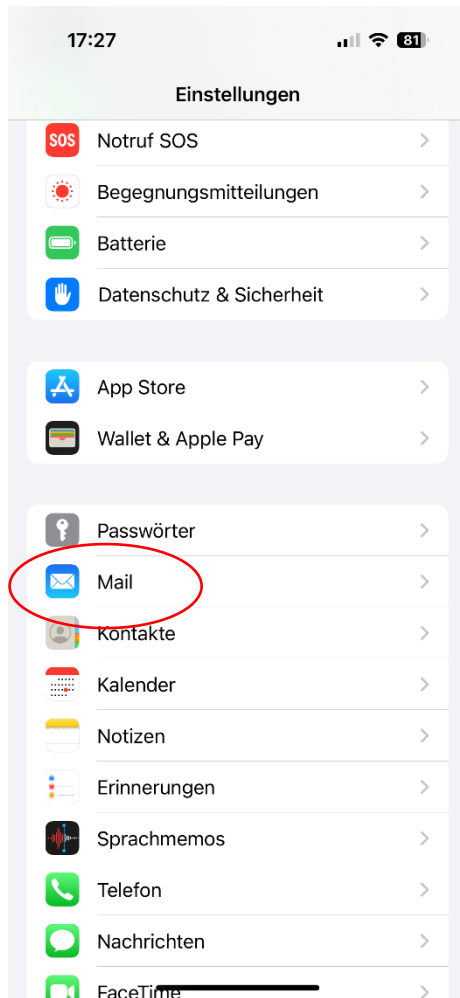 17:27
81
Einstellungen
SOS
Notruf SOS
Begegnungsmitteilungen
Batterie
Datenschutz & Sicherheit
App Store
Wallet & Apple Pay
Passwörter
Mail
Kontakte
Kalender
Notizen
Erinnerungen
Sprachmemos
Telefon
Nachrichten
FaceTime